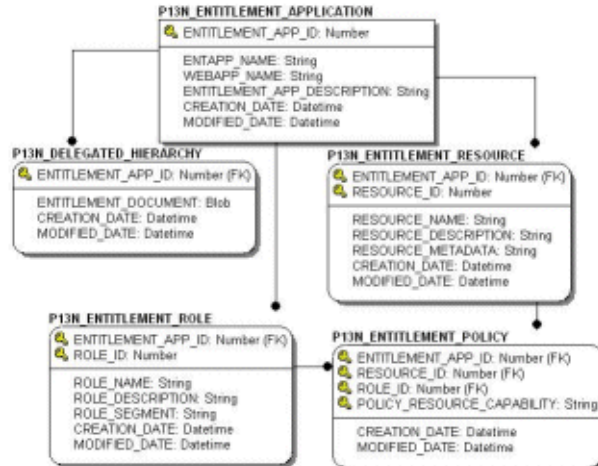 P13N_ENTITLEMENT_APPLICATION
ENTITLEMENT_APP_ID: Number
ENTAPP_NAME: String
WEBAPP_NAME: String
ENTITLEMENT_APP_DESCRIPTION: String
CREATION_DATE: Datetime
MODIFIED_DATE: Datetime
P13N_DELEGATED_HIERARCHY
ENTITLEMENT_APP_ID: Number (FK)
ENTITLEMENT_DOCUMENT: Blob
CREATION_DATE: Datetime
MODIFIED_DATE: Datetime
P13N_ENTITLEMENT_RESOURCE
ENTITLEMENT_APP_ID: Number (FK)
RESOURCE_ID: Number
RESOURCE_NAME: String
RESOURCE_DESCRIPTION: String
RESOURCE_METADATA: String
CREATION_DATE: Datetime
MODIFIED_DATE: Datetime
P13N_ENTITLEMENT_ROLE
ENTITLEMENT_APP_ID: Number (FK)
ROLE_ID: Number
ROLE_NAME: String
ROLE_DESCRIPTION: String
ROLE_SEGMENT: String
CREATION_DATE: Datetime
MODIFIED_DATE: Datetime
P13N_ENTITLEMENT_POLICY
ENTITLEMENT_APP_ID: Number (FK)
RESOURCE_ID: Number (FK)
ROLE_ID: Number (FK)
POLICY_RESOURCE_CAPABILITY: String
CREATION_DATE: Datetime
MODIFIED_DATE: Datetime